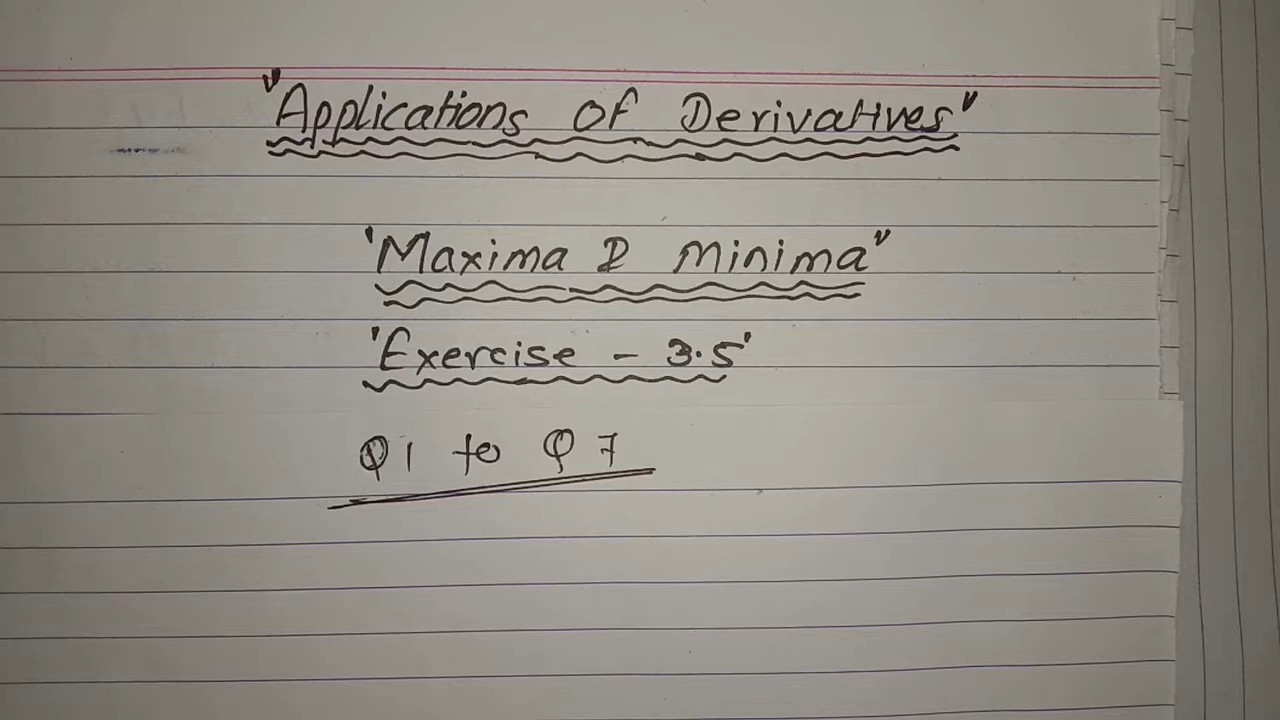 "Applications of Derivatives"
'Maxima & Minima"
'Exercise - 3.5'
Q1 to Q7